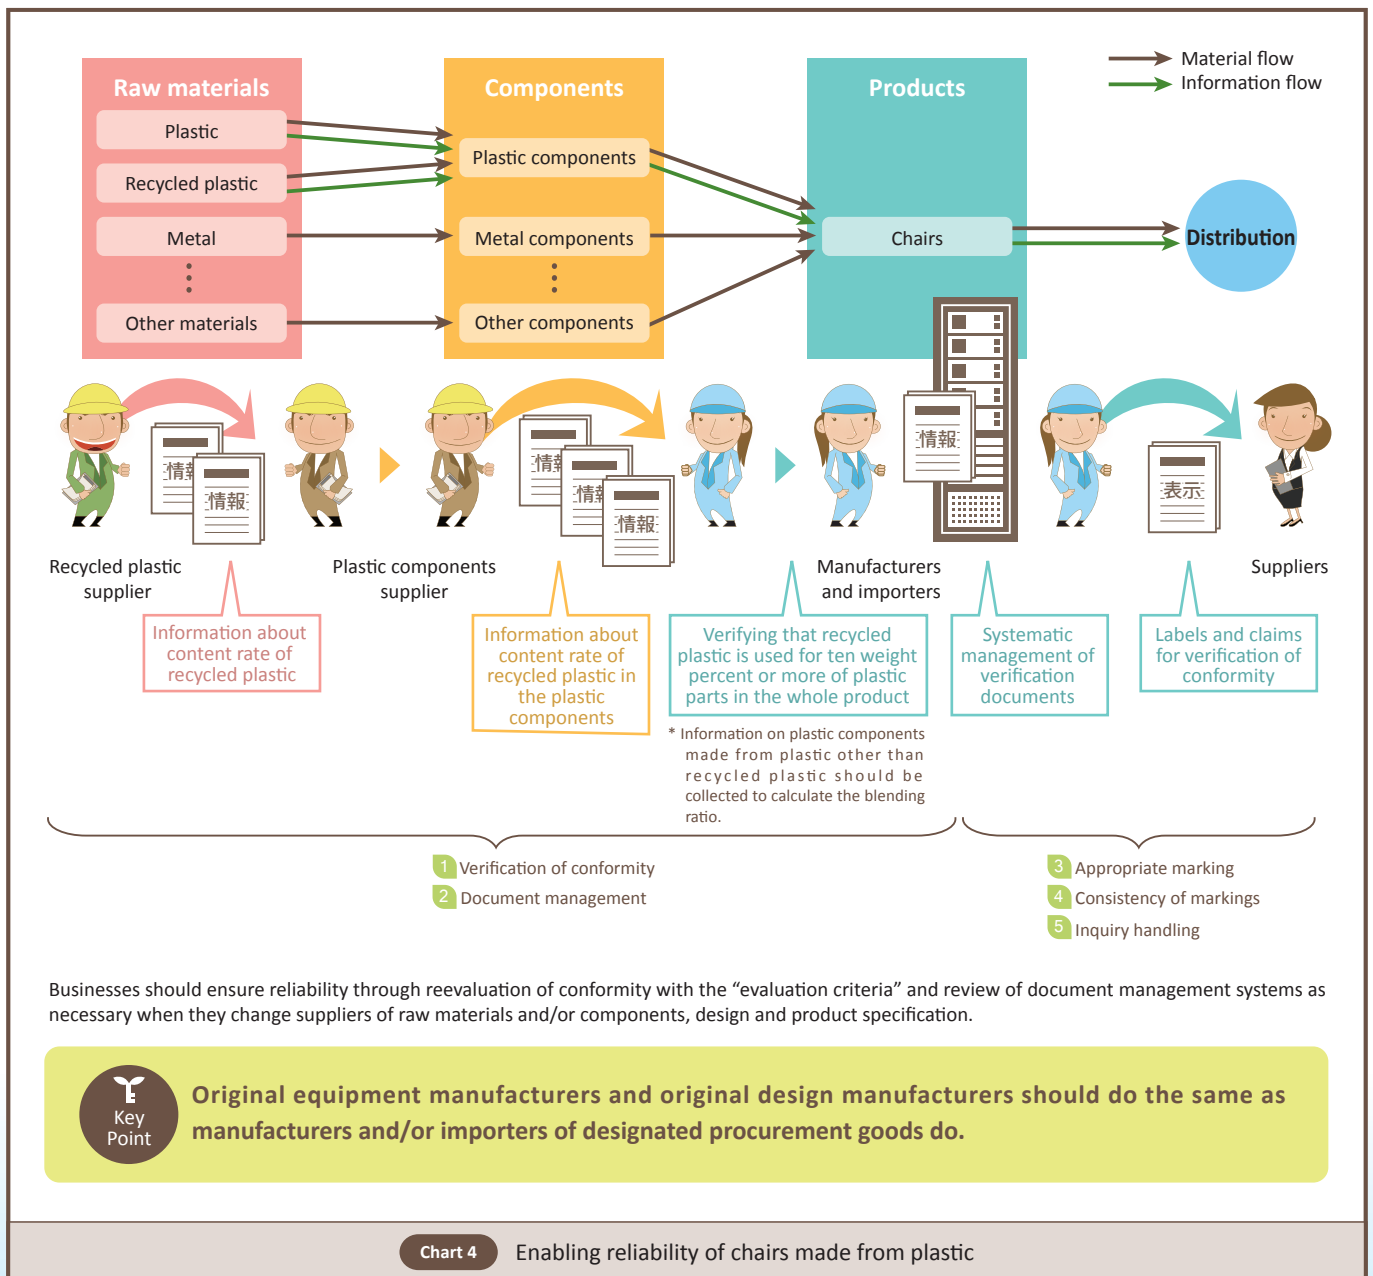 Raw materials
Components
Products
Material flow
Information flow
Plastic
Recycled plastic
Metal
Other materials
Plastic components
Metal components
Other components
Chairs
Distribution
情報
情報
情報
情報
情報
情報
表示
Recycled plastic
supplier
Plastic components
supplier
Manufacturers
and importers
Suppliers
Information about
content rate of
recycled plastic
Information about
content rate of
recycled plastic in
the plastic
components
Verifying that recycled
plastic is used for ten weight
percent or more of plastic
parts in the whole product
* Information on plastic components
made from plastic other than
recycled plastic should be
collected to calculate the blending
ratio.
Systematic
management of
verification
documents
Labels and claims
for verification of
conformity
1 Verification of conformity
2 Document management
3 Appropriate marking
4 Consistency of markings
5 Inquiry handling
Businesses should ensure reliability through reevaluation of conformity with the “evaluation criteria” and review of document management systems as
necessary when they change suppliers of raw materials and/or components, design and product specification.
Key
Point
Original equipment manufacturers and original design manufacturers should do the same as
manufacturers and/or importers of designated procurement goods do.
Chart 4 Enabling reliability of chairs made from plastic